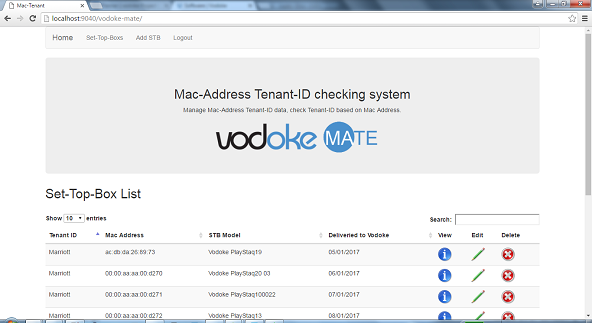 Mac-Tenant
localhost:9040/vodoke-mate/
Home Set-Top-Boxs Add STB Logout
Mac-Address Tenant-ID checking system
Manage Mac-Address Tenant-ID data, check Tenant-ID based on Mac Address.
vodoke MATE
Set-Top-Box List
Show 10 entries Search:
Tenant ID Mac Address STB Model Deliveried to Vodoke View Edit Delete
Marriott ac:db:da:26:89:73 Vodoke PlayStaq19 05/01/2017
Marriott 00:00:aa:aa:00:d270 Vodoke PlayStaq20 03 06/01/2017
Marriott 00:00:aa:aa:00:d271 Vodoke PlayStaq100022 07/01/2017
Marriott 00:00:aa:aa:00:d272 Vodoke PlayStaq13 08/01/2017